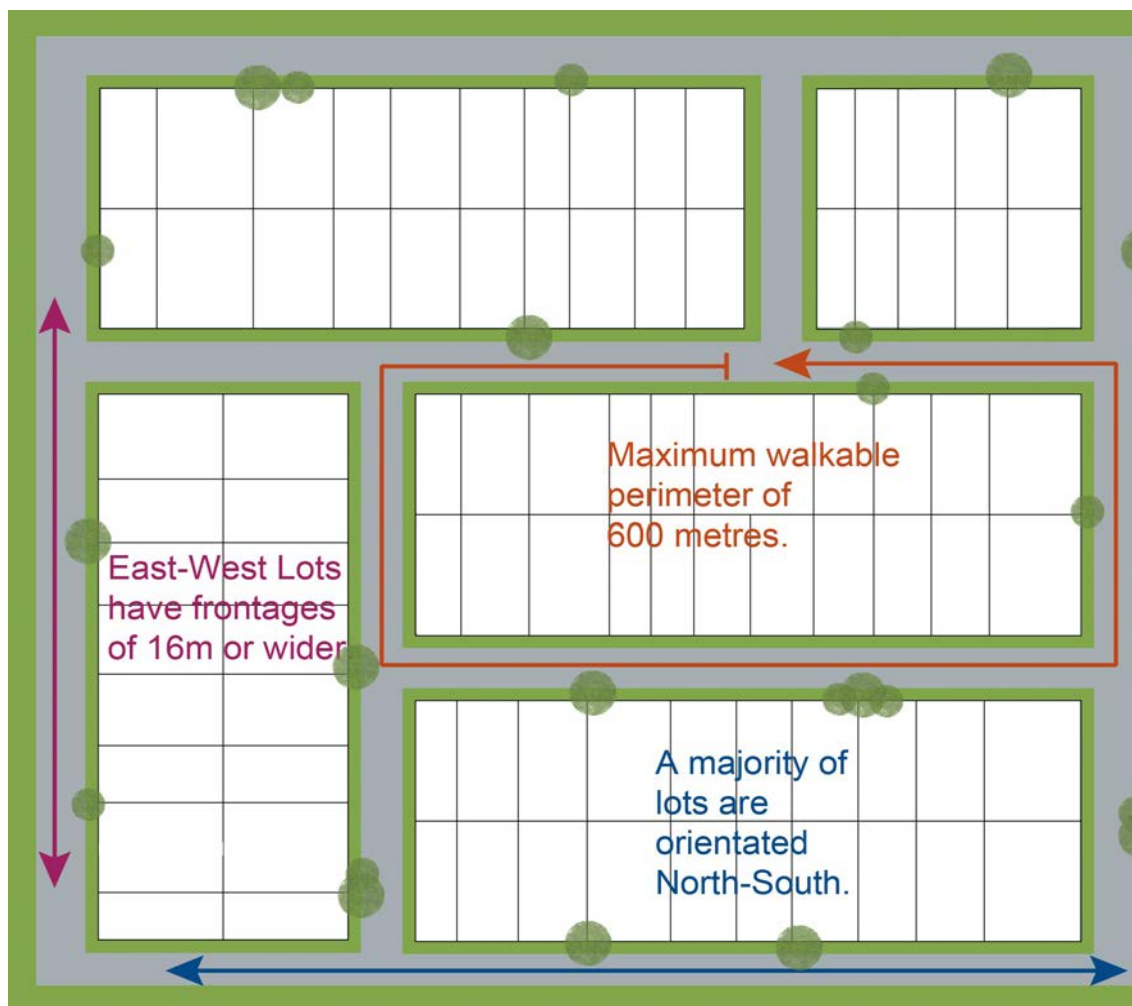 Maximum walkable
perimeter of
600 metres.
East-West Lots
have frontages
of 16m or wider.
A majority of
lots are
orientated
North-South.